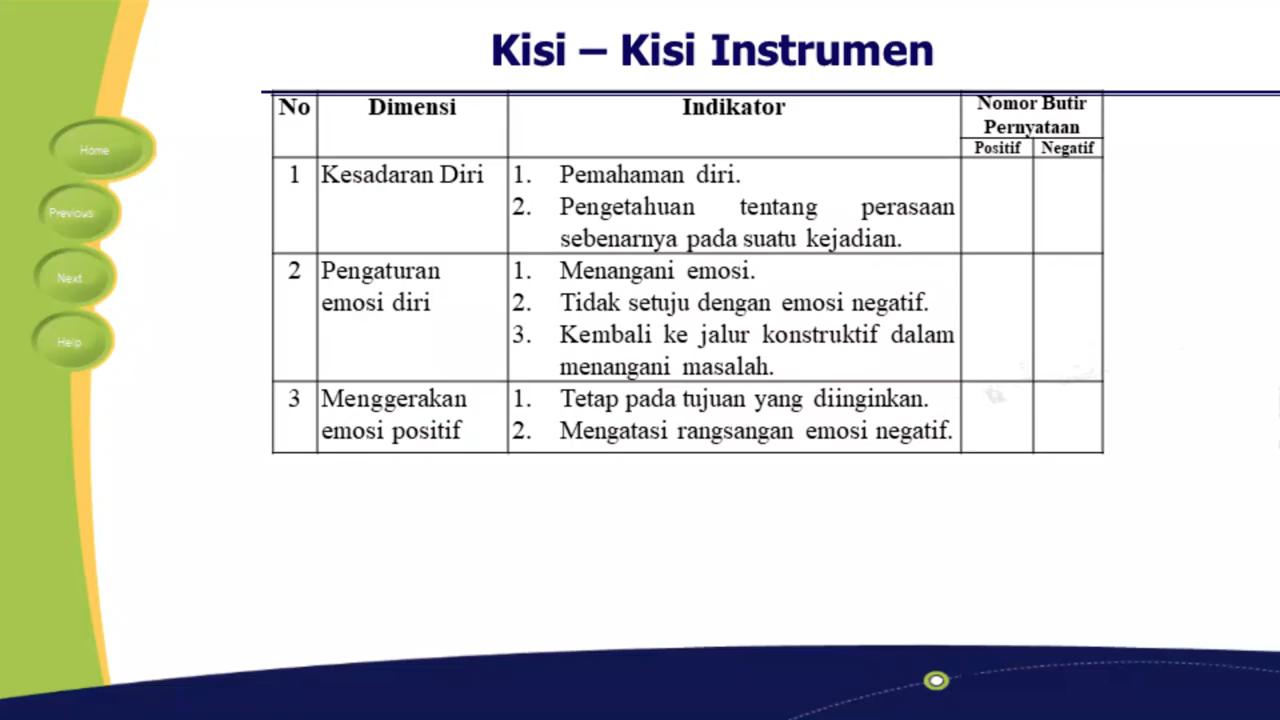 Kisi – Kisi Instrumen
No Dimensi Indikator Nomor Butir
Pernyataan
Positif Negatif
1 Kesadaran Diri 1. Pemahaman diri.
2. Pengetahuan tentang perasaan
sebenarnya pada suatu kejadian.
2 Pengaturan 1. Menangani emosi.
emosi diri 2. Tidak setuju dengan emosi negatif.
3. Kembali ke jalur konstruktif dalam
menangani masalah.
3 Menggerakan 1. Tetap pada tujuan yang diinginkan.
emosi positif 2. Mengatasi rangsangan emosi negatif.
Home
Previous
Next
Help